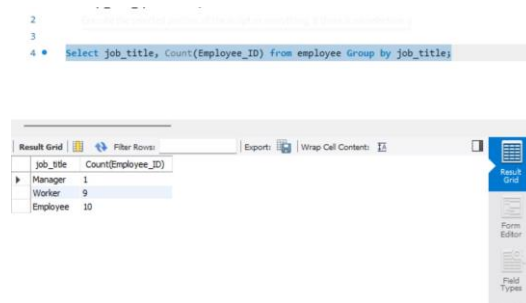 2
3
4 Select job_title, Count(Employee_ID) from employee Group by job_title;
Result Grid Filter Rows: Export: Wrap Cell Content:
job_title Count(Employee_ID)
Manager 1
Worker 9
Employee 10
Result
Grid
Form
Editor
Field
Types